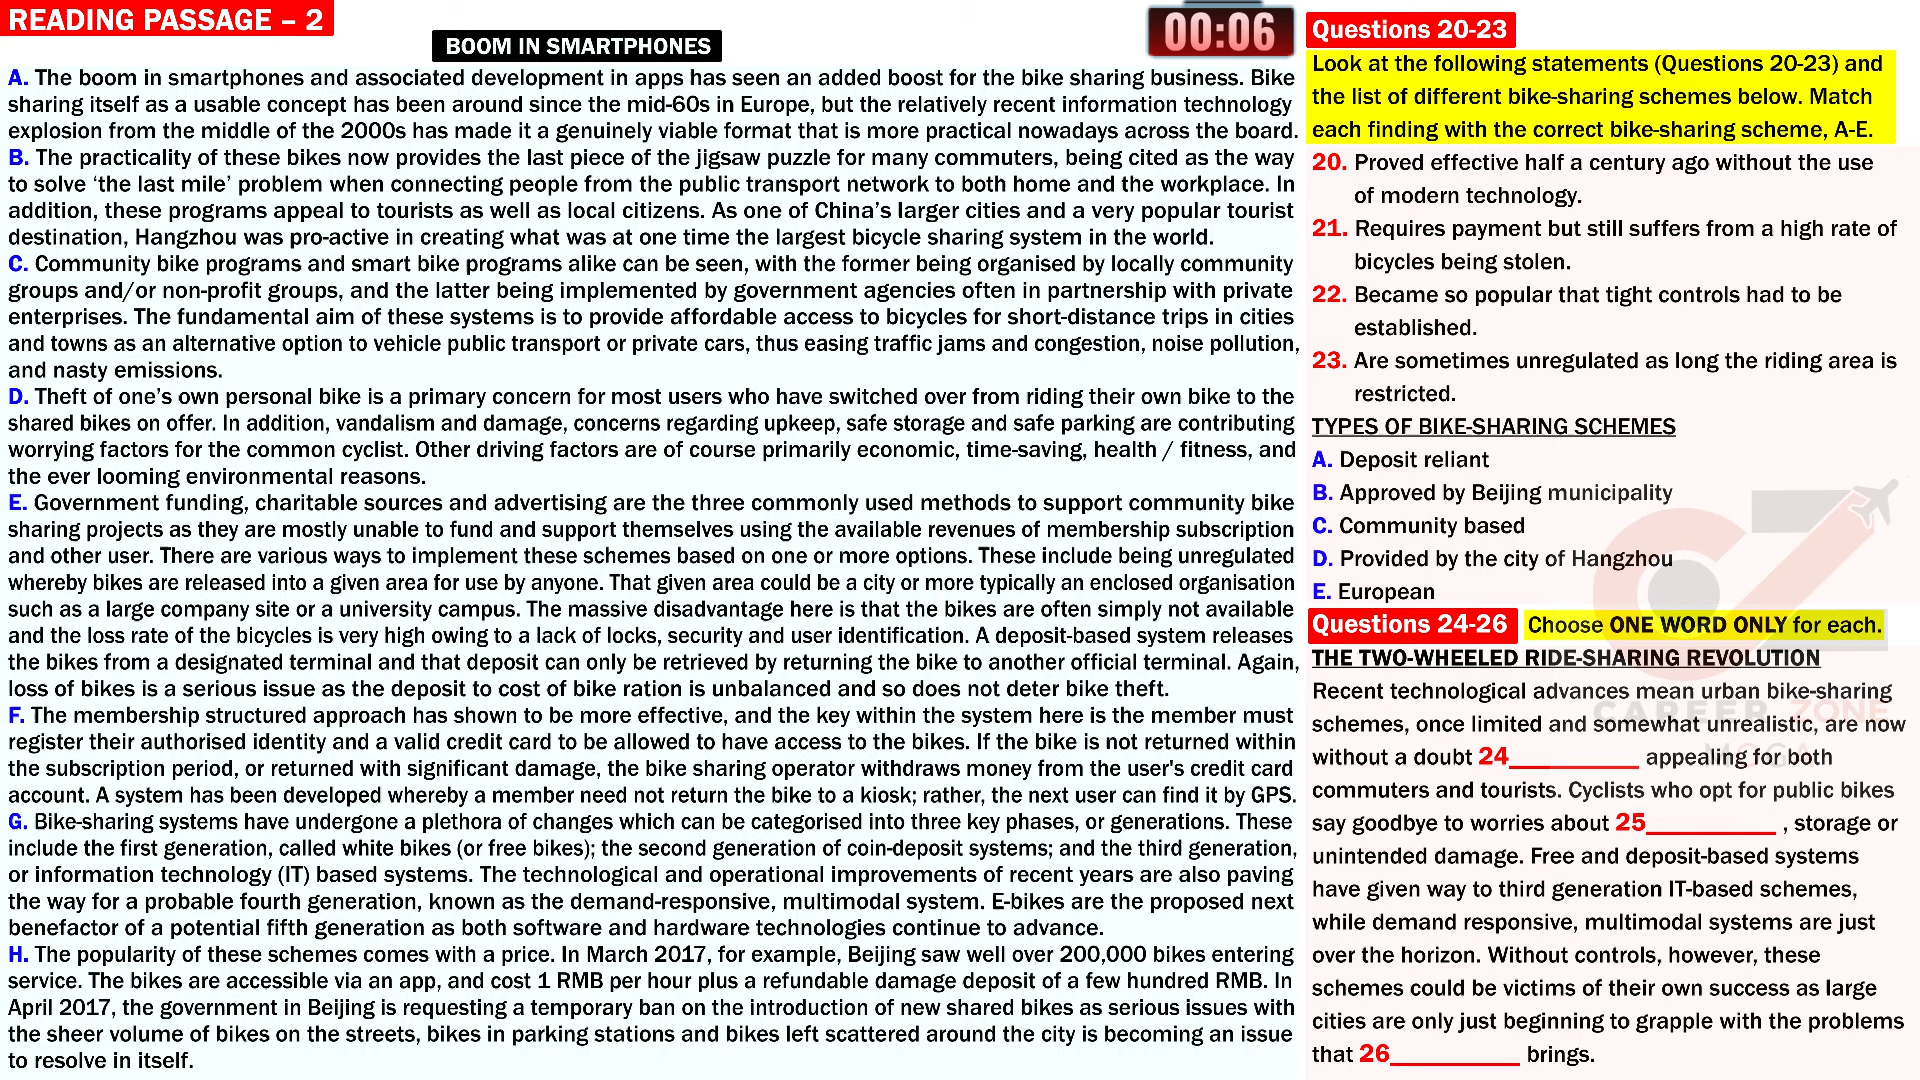 READING PASSAGE – 2
BOOM IN SMARTPHONES
00:06
A. The boom in smartphones and associated development in apps has seen an added boost for the bike sharing business. Bike
sharing itself as a usable concept has been around since the mid-60s in Europe, but the relatively recent information technology
explosion from the middle of the 2000s has made it a genuinely viable format that is more practical nowadays across the board.
B. The practicality of these bikes now provides the last piece of the jigsaw puzzle for many commuters, being cited as the way
to solve ‘the last mile’ problem when connecting people from the public transport network to both home and the workplace. In
addition, these programs appeal to tourists as well as local citizens. As one of China’s larger cities and a very popular tourist
destination, Hangzhou was pro-active in creating what was at one time the largest bicycle sharing system in the world.
C. Community bike programs and smart bike programs alike can be seen, with the former being organised by locally community
groups and/or non-profit groups, and the latter being implemented by government agencies often in partnership with private
enterprises. The fundamental aim of these systems is to provide affordable access to bicycles for short-distance trips in cities
and towns as an alternative option to vehicle public transport or private cars, thus easing traffic jams and congestion, noise pollution,
and nasty emissions.
D. Theft of one’s own personal bike is a primary concern for most users who have switched over from riding their own bike to the
shared bikes on offer. In addition, vandalism and damage, concerns regarding upkeep, safe storage and safe parking are contributing
worrying factors for the common cyclist. Other driving factors are of course primarily economic, time-saving, health / fitness, and
the ever looming environmental reasons.
E. Government funding, charitable sources and advertising are the three commonly used methods to support community bike
sharing projects as they are mostly unable to fund and support themselves using the available revenues of membership subscription
and other user. There are various ways to implement these schemes based on one or more options. These include being unregulated
whereby bikes are released into a given area for use by anyone. That given area could be a city or more typically an enclosed organisation
such as a large company site or a university campus. The massive disadvantage here is that the bikes are often simply not available
and the loss rate of the bicycles is very high owing to a lack of locks, security and user identification. A deposit-based system releases
the bikes from a designated terminal and that deposit can only be retrieved by returning the bike to another official terminal. Again,
loss of bikes is a serious issue as the deposit to cost of bike ration is unbalanced and so does not deter bike theft.
F. The membership structured approach has shown to be more effective, and the key within the system here is the member must
register their authorised identity and a valid credit card to be allowed to have access to the bikes. If the bike is not returned within
the subscription period, or returned with significant damage, the bike sharing operator withdraws money from the user's credit card
account. A system has been developed whereby a member need not return the bike to a kiosk; rather, the next user can find it by GPS.
G. Bike-sharing systems have undergone a plethora of changes which can be categorised into three key phases, or generations. These
include the first generation, called white bikes (or free bikes); the second generation of coin-deposit systems; and the third generation,
or information technology (IT) based systems. The technological and operational improvements of recent years are also paving
the way for a probable fourth generation, known as the demand-responsive, multimodal system. E-bikes are the proposed next
benefactor of a potential fifth generation as both software and hardware technologies continue to advance.
H. The popularity of these schemes comes with a price. In March 2017, for example, Beijing saw well over 200,000 bikes entering
service. The bikes are accessible via an app, and cost 1 RMB per hour plus a refundable damage deposit of a few hundred RMB. In
April 2017, the government in Beijing is requesting a temporary ban on the introduction of new shared bikes as serious issues with
the sheer volume of bikes on the streets, bikes in parking stations and bikes left scattered around the city is becoming an issue
to resolve in itself.
Questions 20-23
Look at the following statements (Questions 20-23) and
the list of different bike-sharing schemes below. Match
each finding with the correct bike-sharing scheme, A-E.
20. Proved effective half a century ago without the use
of modern technology.
21. Requires payment but still suffers from a high rate of
bicycles being stolen.
22. Became so popular that tight controls had to be
established.
23. Are sometimes unregulated as long the riding area is
restricted.
TYPES OF BIKE-SHARING SCHEMES
A. Deposit reliant
B. Approved by Beijing municipality
C. Community based
D. Provided by the city of Hangzhou
E. European
Questions 24-26 Choose ONE WORD ONLY for each.
THE TWO-WHEELED RIDE-SHARING REVOLUTION
Recent technological advances mean urban bike-sharing
schemes, once limited and somewhat unrealistic, are now
without a doubt 24__________ appealing for both
commuters and tourists. Cyclists who opt for public bikes
say goodbye to worries about 25__________ , storage or
unintended damage. Free and deposit-based systems
have given way to third generation IT-based schemes,
while demand responsive, multimodal systems are just
over the horizon. Without controls, however, these
schemes could be victims of their own success as large
cities are only just beginning to grapple with the problems
that 26__________ brings.
CAREER ZONE
MOGA